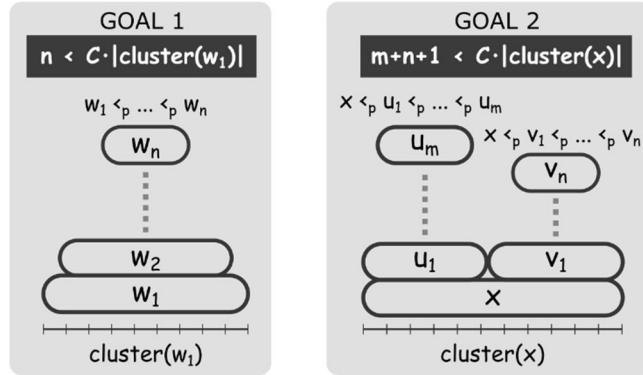 GOAL 1
n < C·|cluster(w₁)|
w₁ <ₚ ... <ₚ wₙ
wₙ
w₂
w₁
cluster(w₁)
GOAL 2
m+n+1 < C·|cluster(x)|
x <ₚ u₁ <ₚ ... <ₚ uₘ
x <ₚ v₁ <ₚ ... <ₚ vₙ
uₘ
vₙ
u₁ v₁
x
cluster(x)